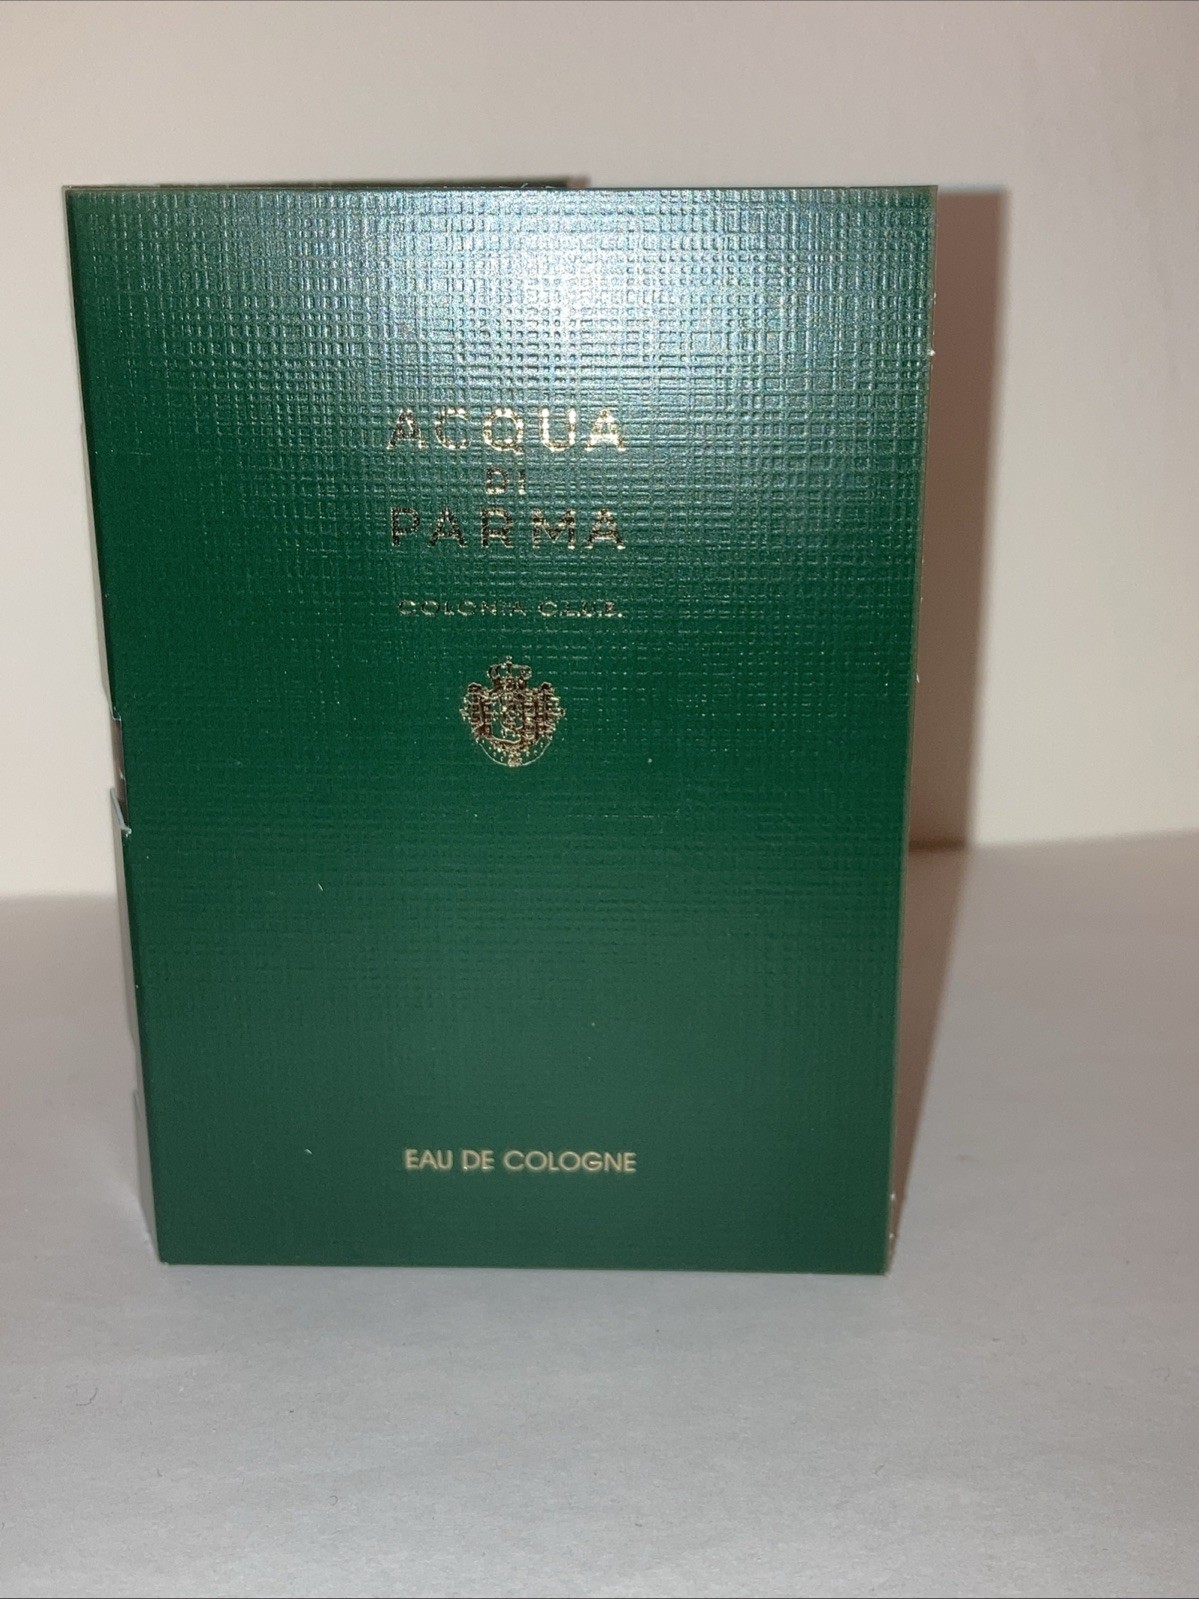 ACQUA
DI
PARMA
COLONIA CLUB.
EAU DE COLOGNE